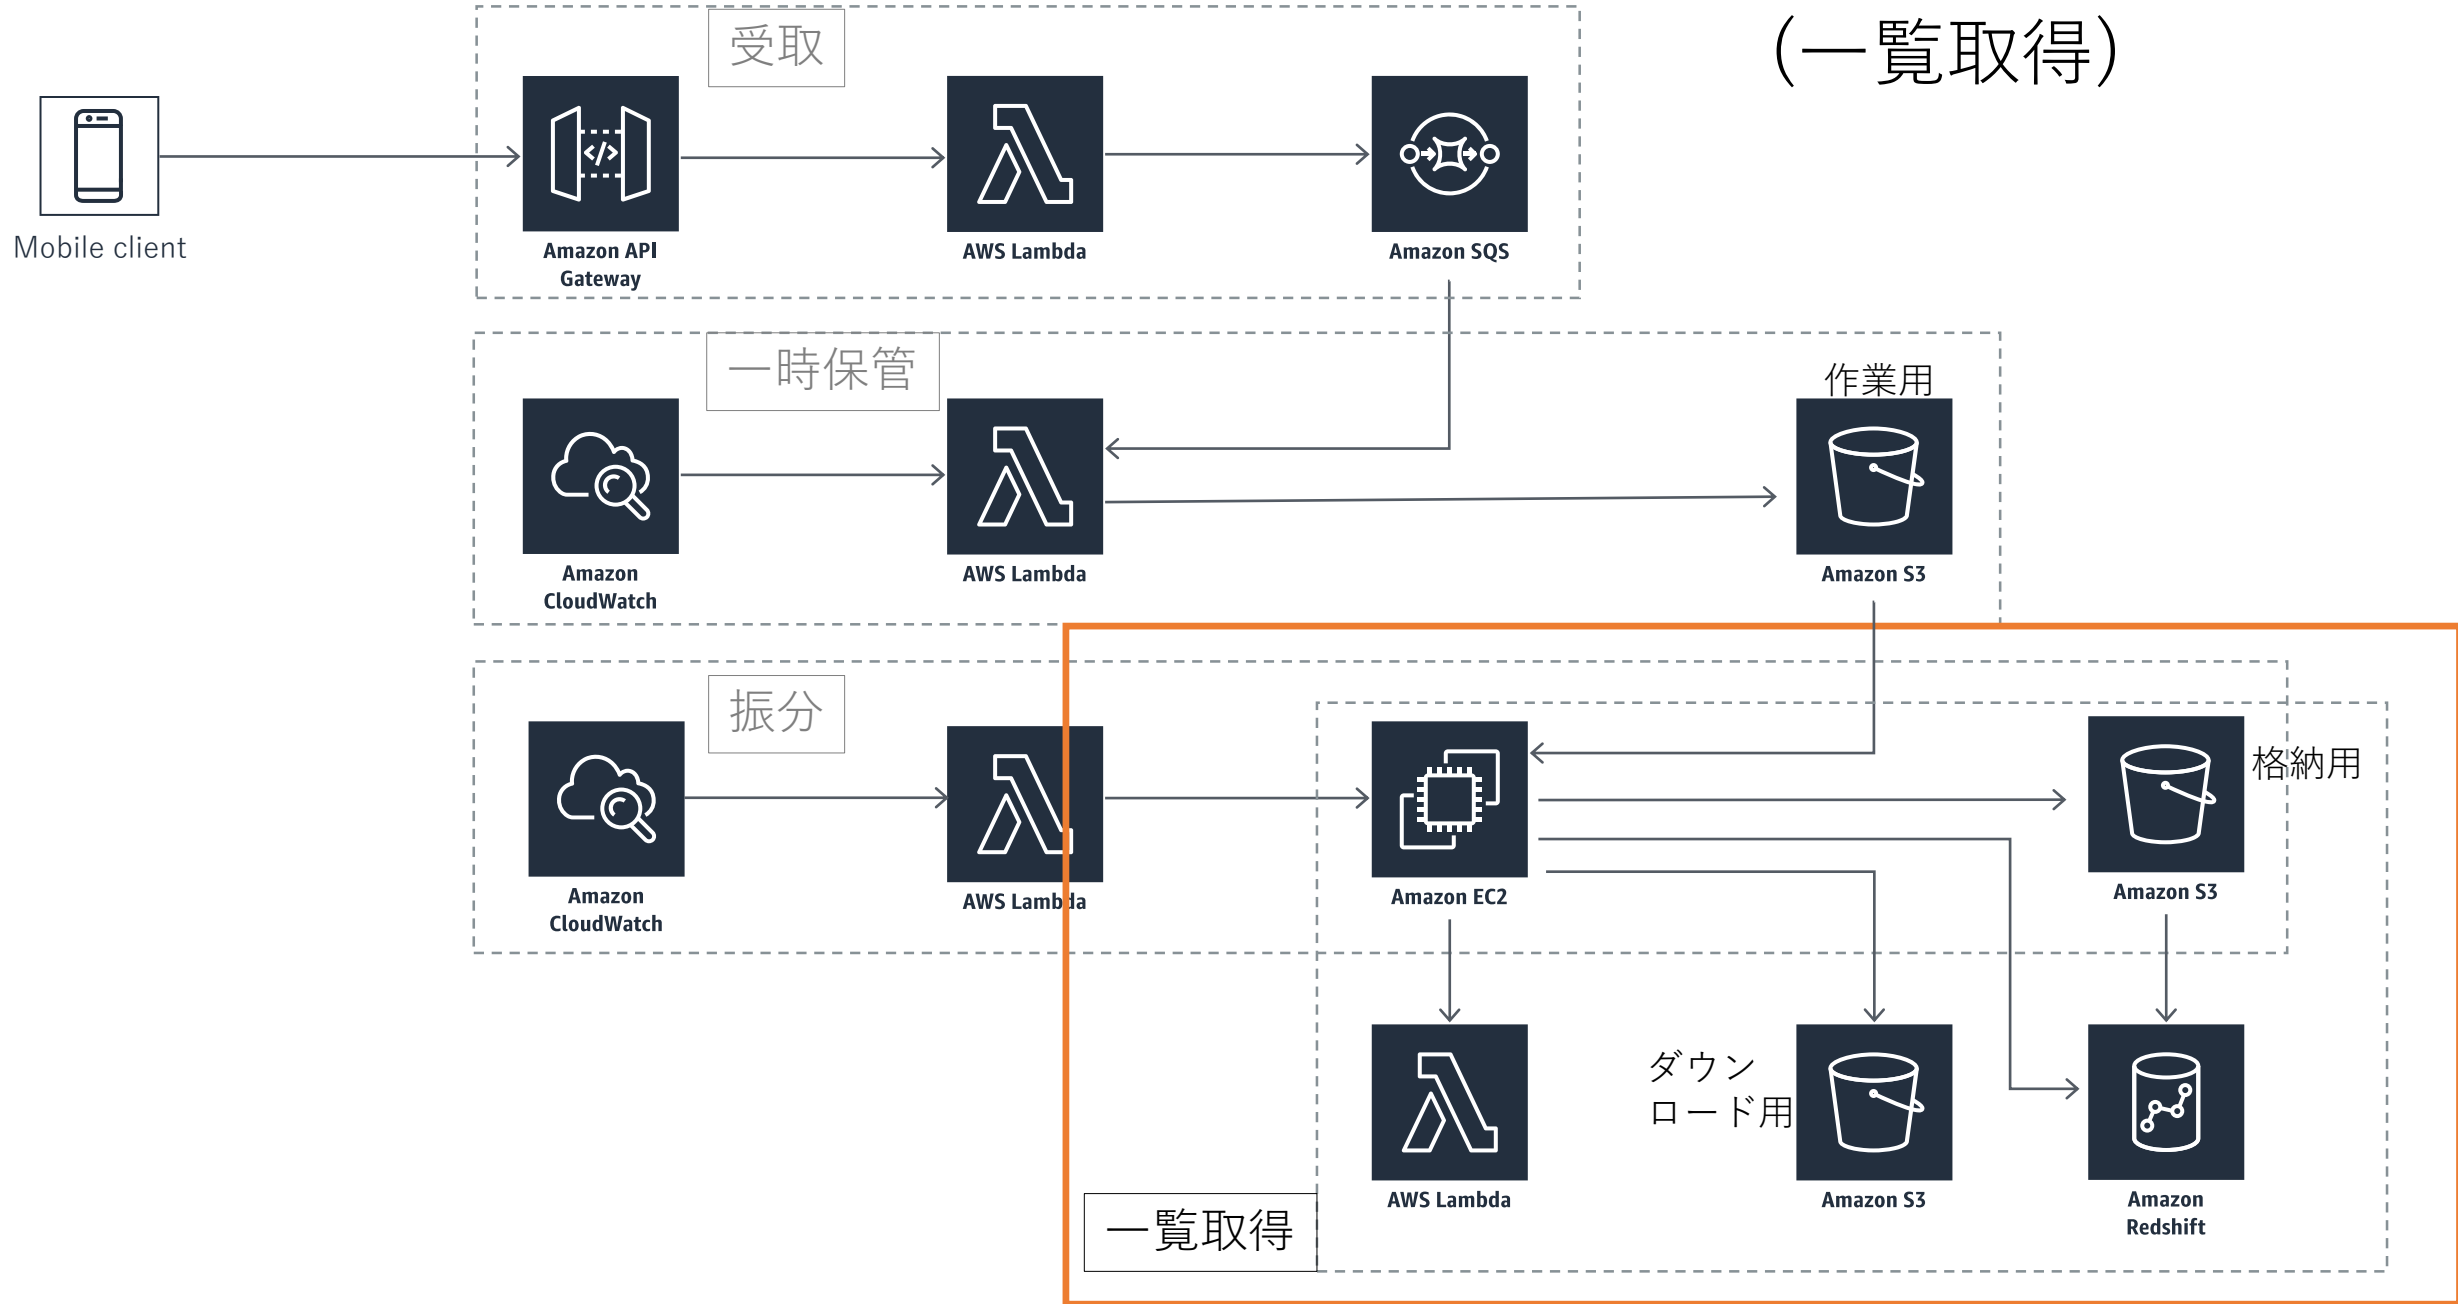 (一覧取得)
受取
Mobile client
Amazon API
Gateway
AWS Lambda
Amazon SQS
一時保管
作業用
Amazon
CloudWatch
AWS Lambda
Amazon S3
振分
格納用
Amazon
CloudWatch
AWS Lambda
Amazon EC2
Amazon S3
ダウン
ロード用
一覧取得
AWS Lambda
Amazon S3
Amazon
Redshift